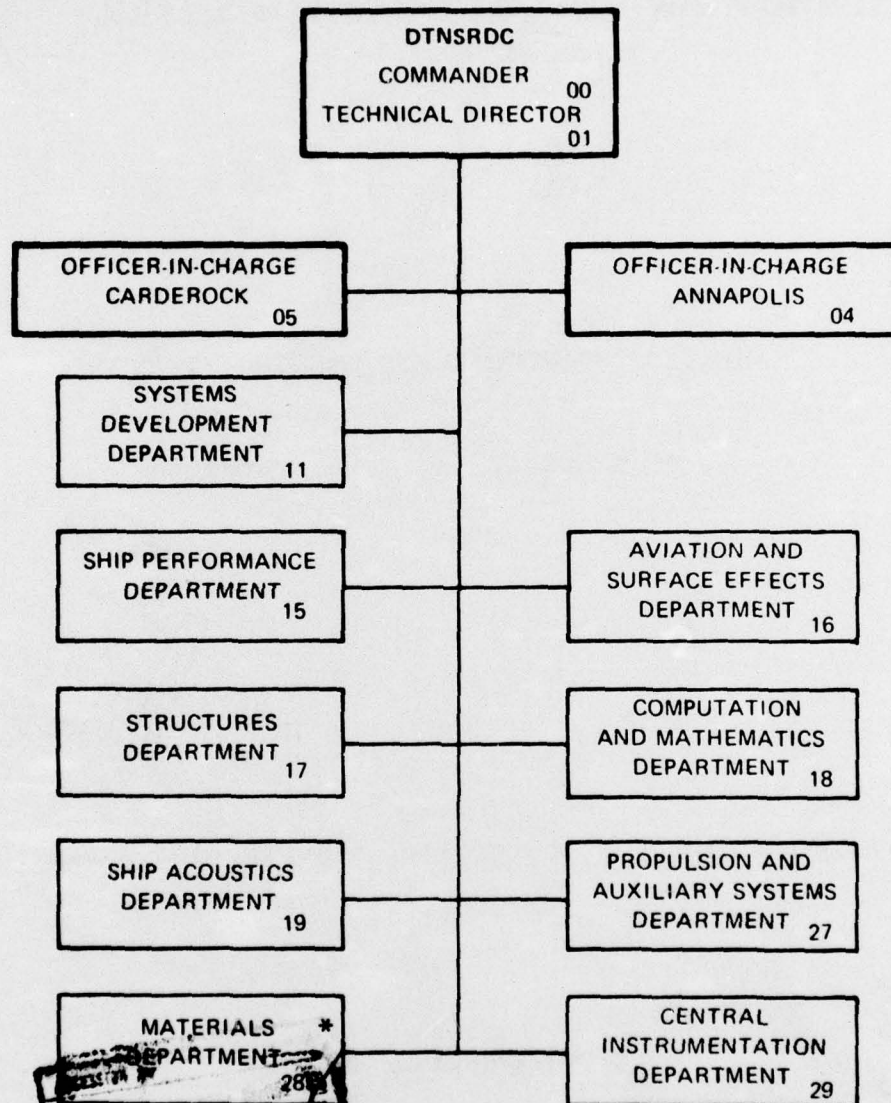 DTNSRDC
COMMANDER
00
TECHNICAL DIRECTOR
01
OFFICER-IN-CHARGE
CARDEROCK
05
OFFICER-IN-CHARGE
ANNAPOLIS
04
SYSTEMS
DEVELOPMENT
DEPARTMENT
11
SHIP PERFORMANCE
DEPARTMENT
15
AVIATION AND
SURFACE EFFECTS
DEPARTMENT
16
STRUCTURES
DEPARTMENT
17
COMPUTATION
AND MATHEMATICS
DEPARTMENT
18
SHIP ACOUSTICS
DEPARTMENT
19
PROPULSION AND
AUXILIARY SYSTEMS
DEPARTMENT
27
MATERIALS *
DEPARTMENT
28
CENTRAL
INSTRUMENTATION
DEPARTMENT
29